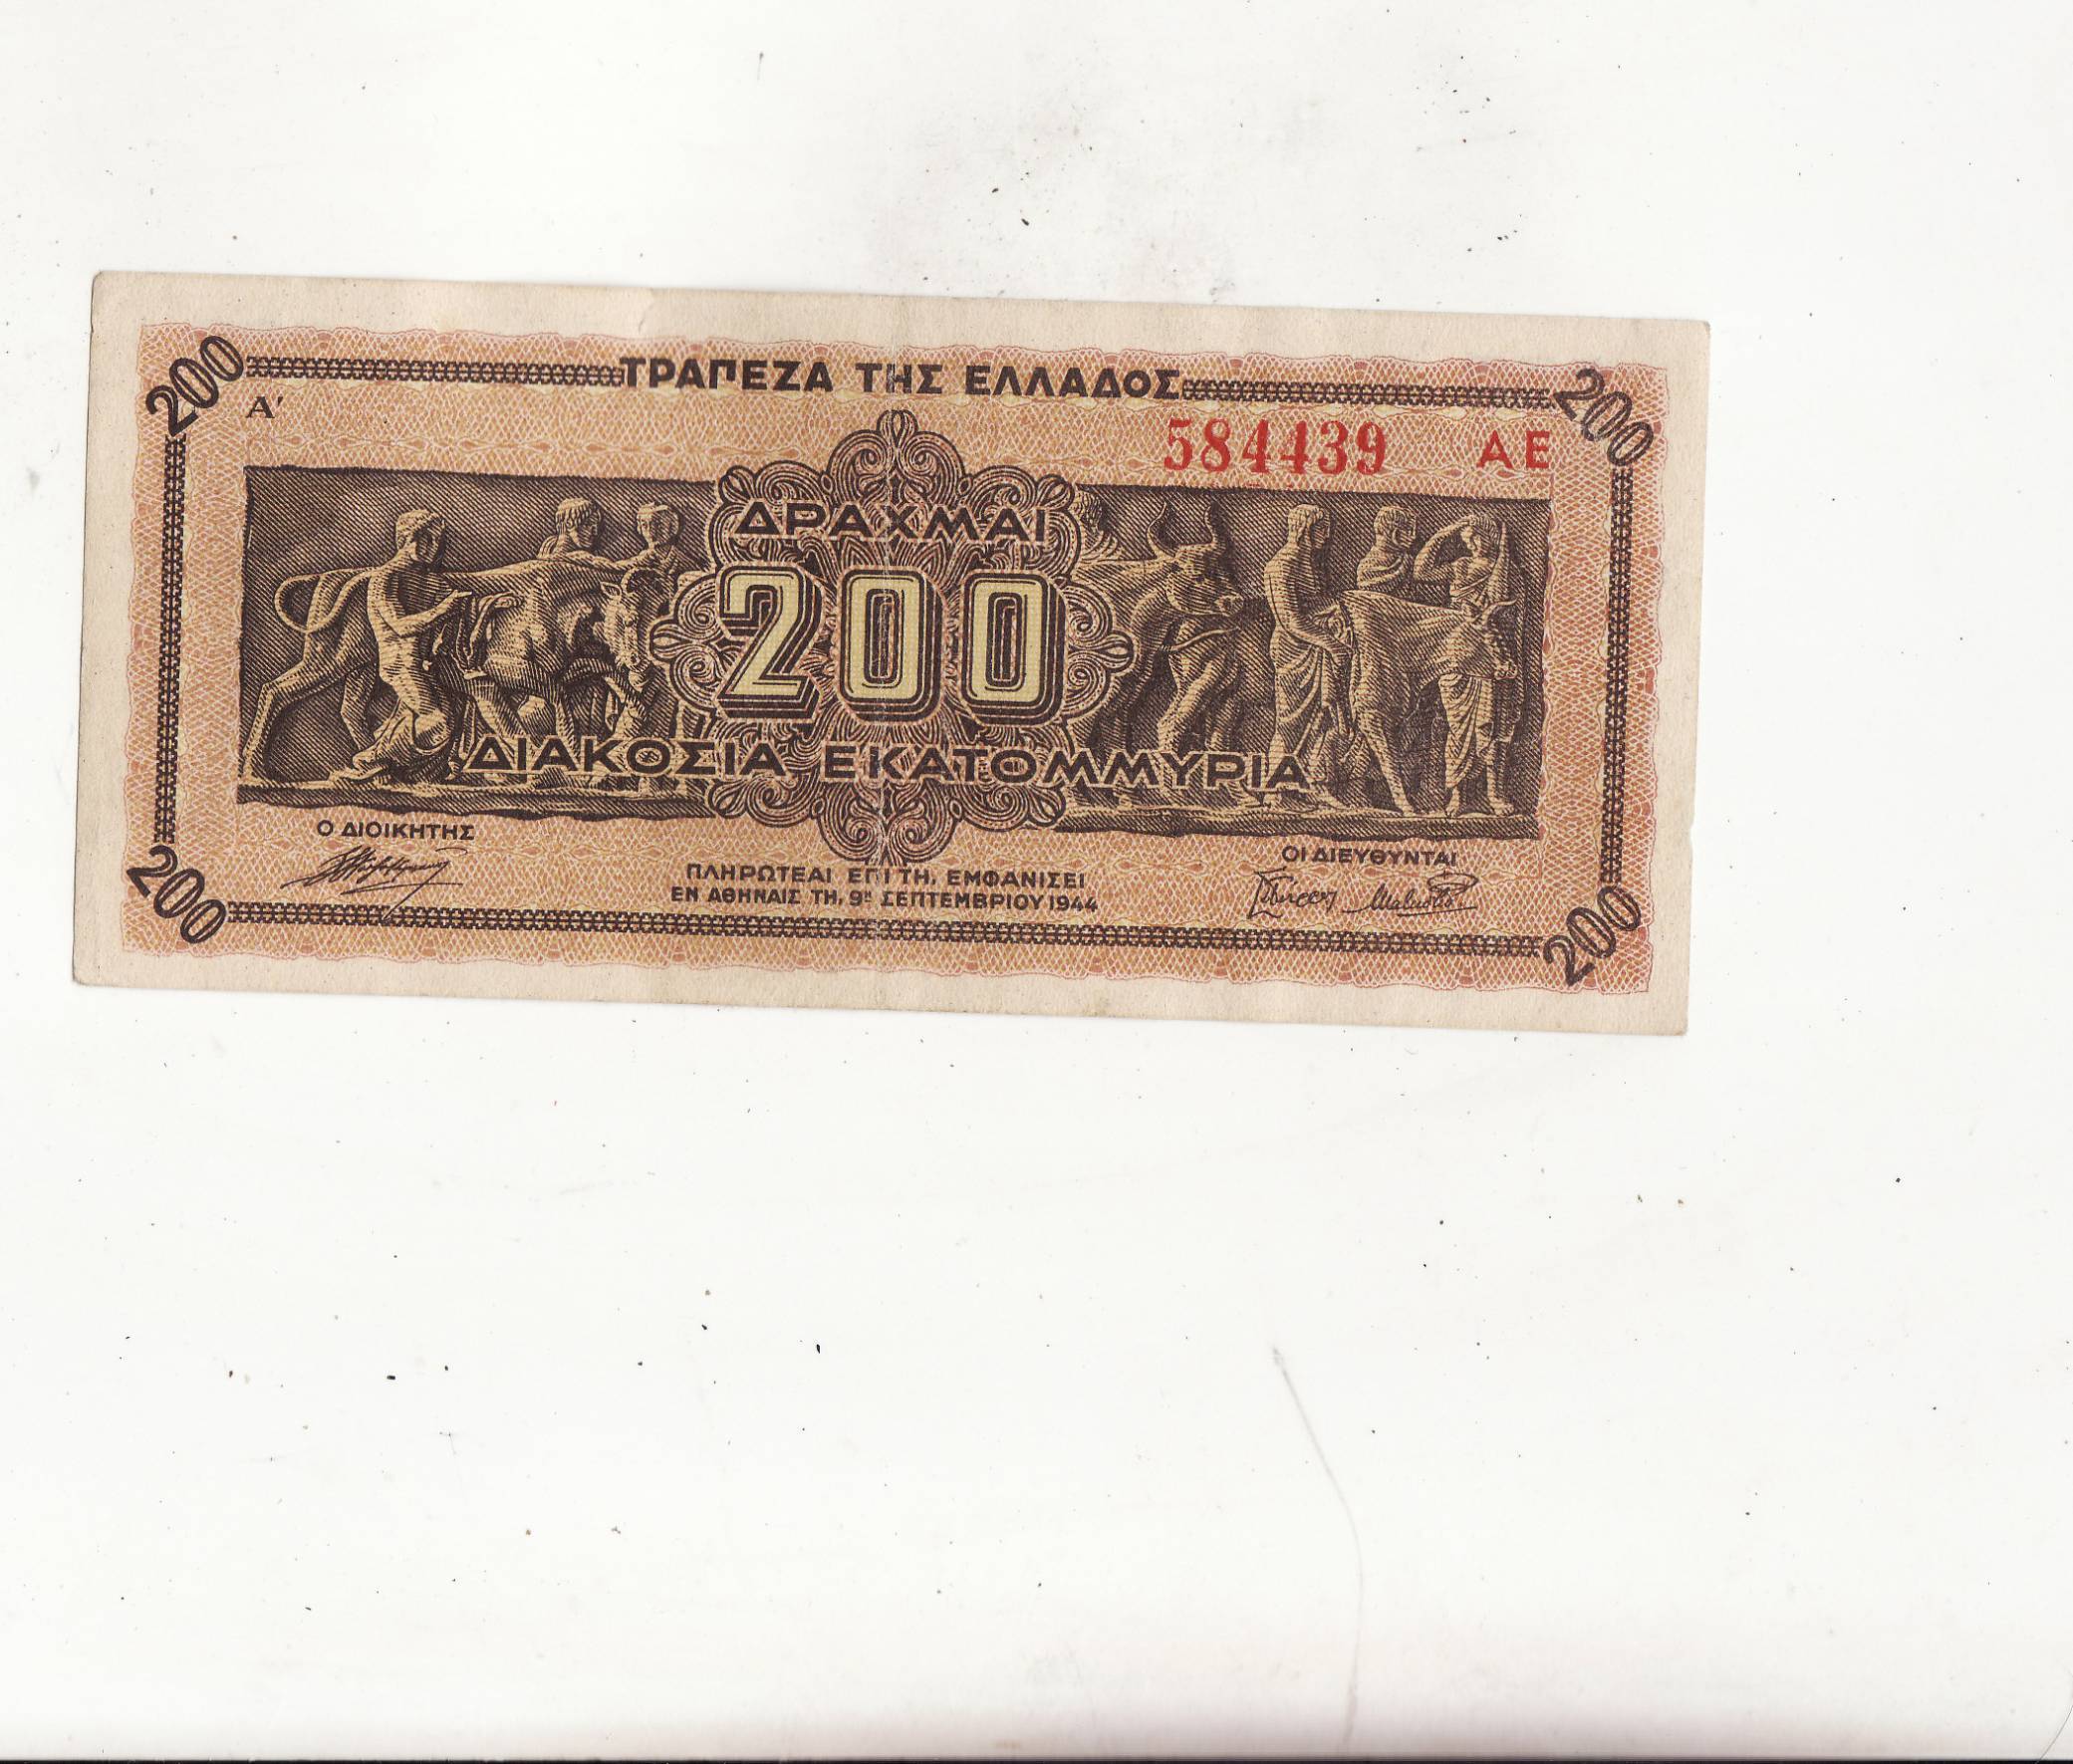 200
ΤΡΑΠΕΖΑ ΤΗΣ ΕΛΛΑΔΟΣ
200
Α'
584439 ΑΕ
ΔΡΑΧΜΑΙ
200
ΔΙΑΚΟΣΙΑ ΕΚΑΤΟΜΜΥΡΙΑ
Ο ΔΙΟΙΚΗΤΗΣ
ΟΙ ΔΙΕΥΘΥΝΤΑΙ
ΠΛΗΡΩΤΕΑΙ ΕΠΙ ΤΗ, ΕΜΦΑΝΙΣΕΙ
ΕΝ ΑΘΗΝΑΙΣ ΤΗ, 9ῃ ΣΕΠΤΕΜΒΡΙΟΥ 1944
200
200